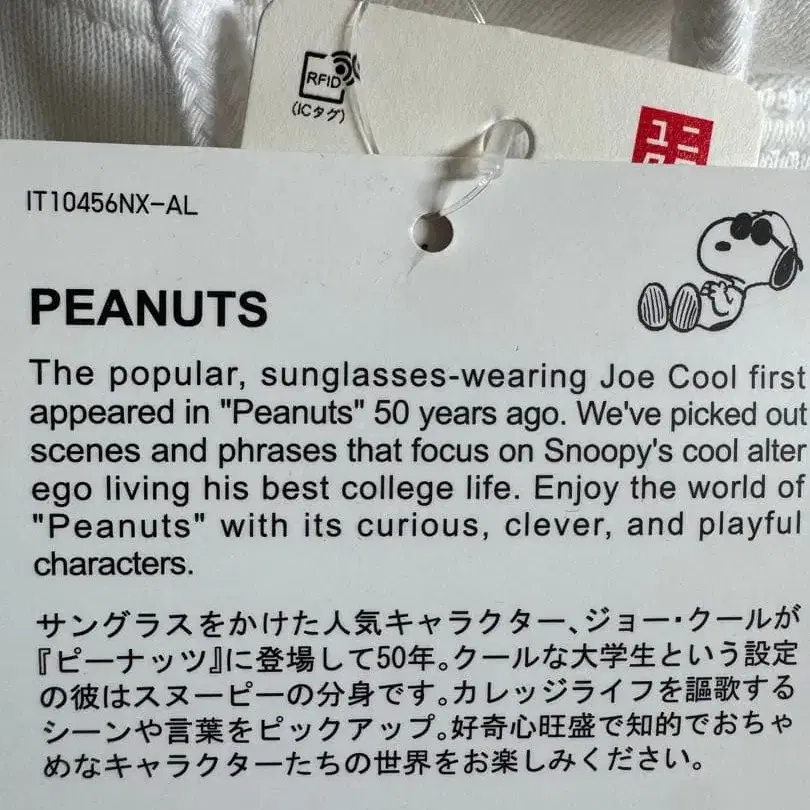 RFID
(ICタグ)
ユニ
IT10456NX-AL
PEANUTS
The popular, sunglasses-wearing Joe Cool first
appeared in "Peanuts" 50 years ago. We've picked out
scenes and phrases that focus on Snoopy's cool alter
ego living his best college life. Enjoy the world of
"Peanuts" with its curious, clever, and playful
characters.
サングラスをかけた人気キャラクター、ジョー・クールが
『ピーナッツ』に登場して50年。クールな大学生という設定
の彼はスヌーピーの分身です。カレッジライフを謳歌する
シーンや言葉をピックアップ。好奇心旺盛で知的でおちゃ
めなキャラクターたちの世界をお楽しみください。